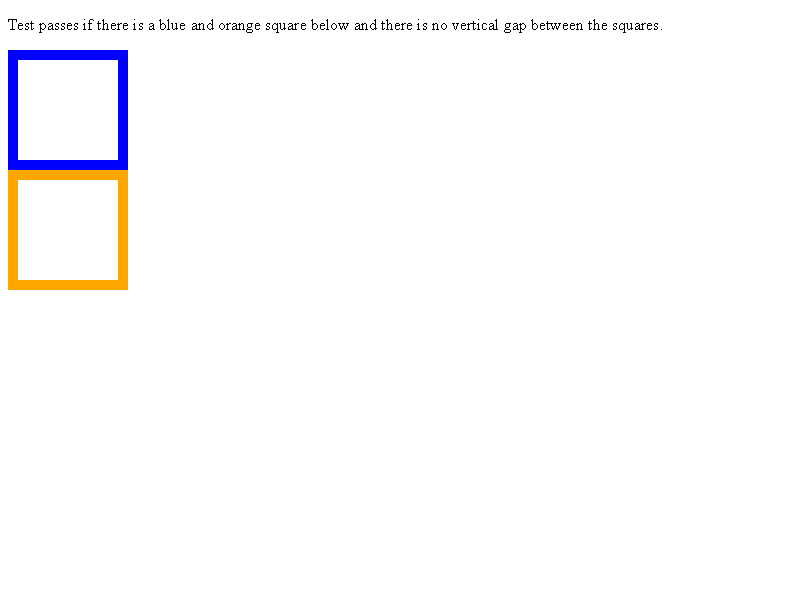 Test passes if there is a blue and orange square below and there is no vertical gap between the squares.